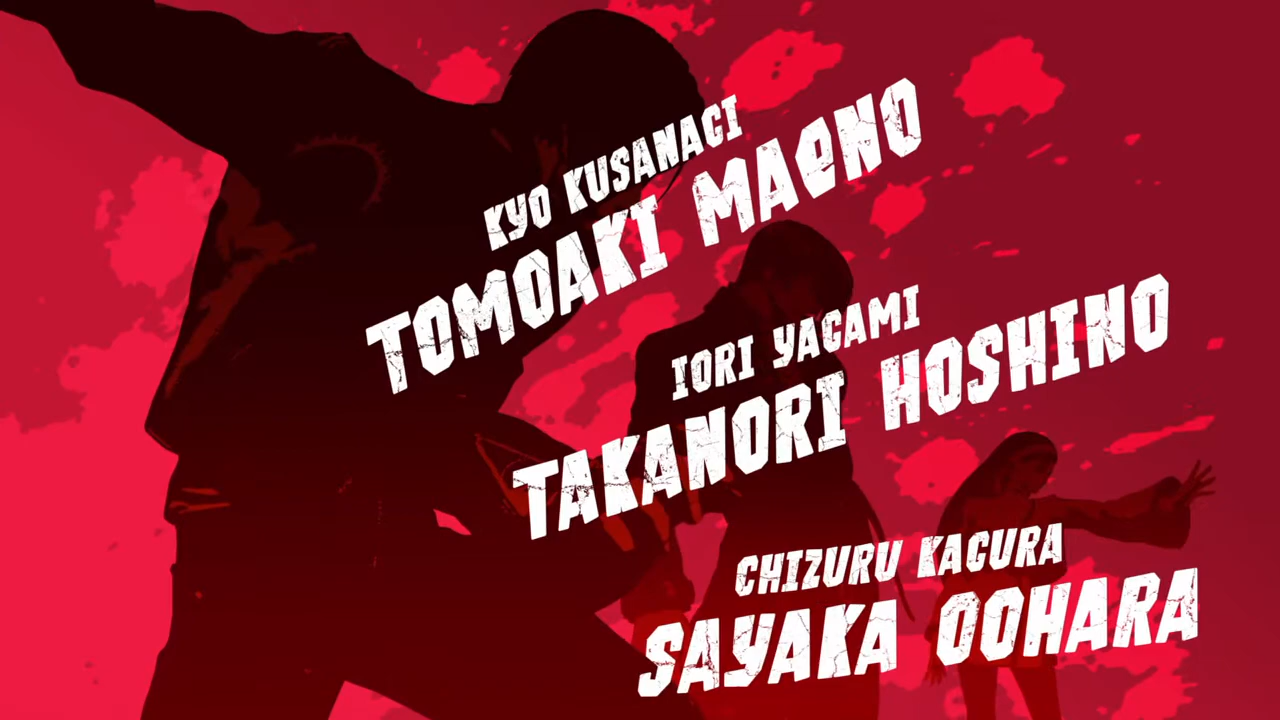 KYO KUSANAGI
TOMOAKI MAeNO
IORI YAGAMI
TAKANORI HOSHINO
CHIZURU KAGURA
SAYAKA OOHARA